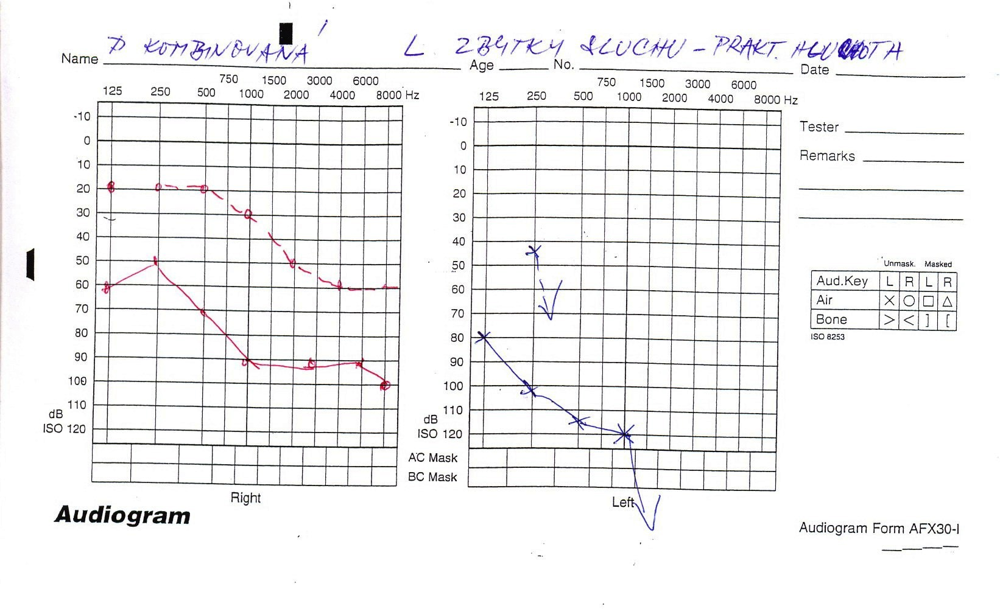 P KOMBINOVANÁ L ZBYTKY SLUCHU - PRAKT. HLUCHOTA
Name Age No. Date
750 1500 3000 6000
125 250 500 1000 2000 4000 8000 Hz
750 1500 3000 6000
125 250 500 1000 2000 4000 8000 Hz
-10
0
10
20
30
40
50
60
70
80
90
100
110
dB
ISO 120
-10
0
10
20
30
40
50
60
70
80
90
100
110
dB
ISO 120
AC Mask
BC Mask
Right
Left
Tester
Remarks
Unmask. Masked
Aud.Key L R L R
Air X O □ △
Bone > < ] [
ISO 8253
Audiogram
Audiogram Form AFX30-I